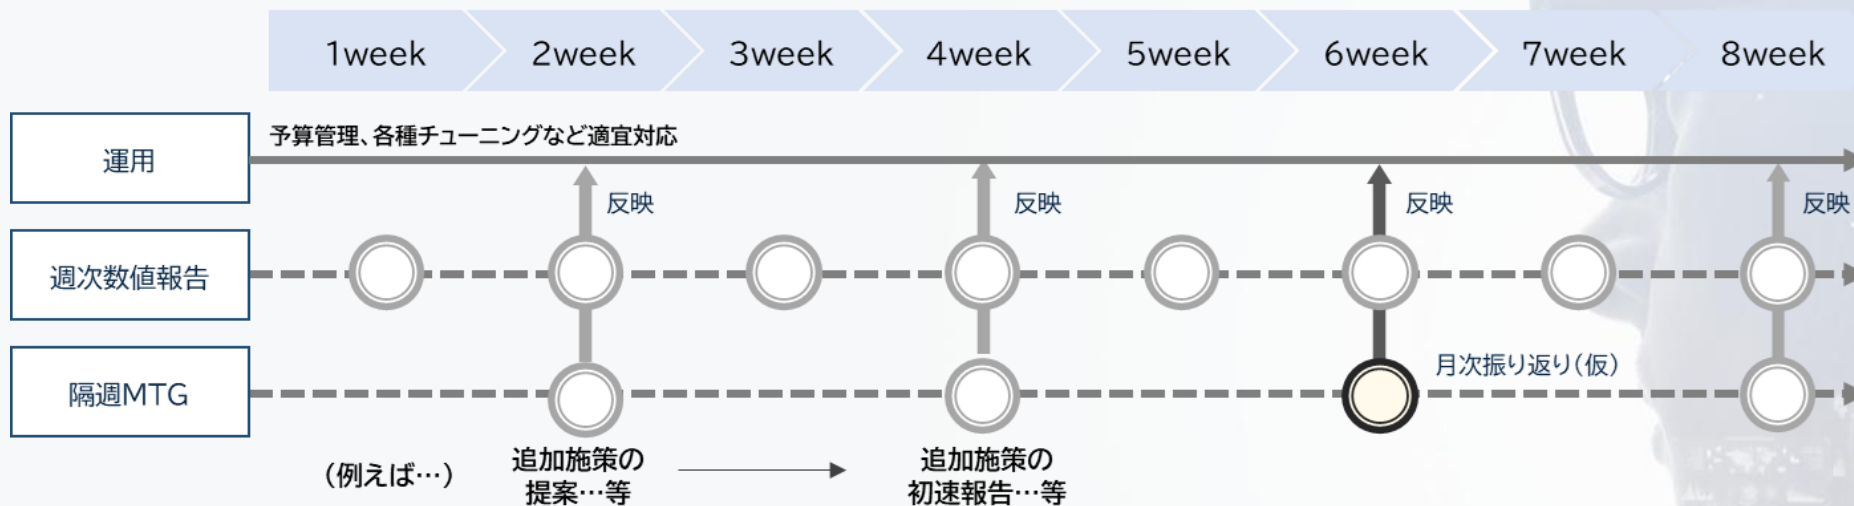 1week
2week
3week
4week
5week
6week
7week
8week
運用
予算管理、各種チューニングなど適宜対応
反映
反映
反映
反映
週次数値報告
隔週MTG
月次振り返り(仮)
(例えば…)
追加施策の
提案…等
追加施策の
初速報告…等